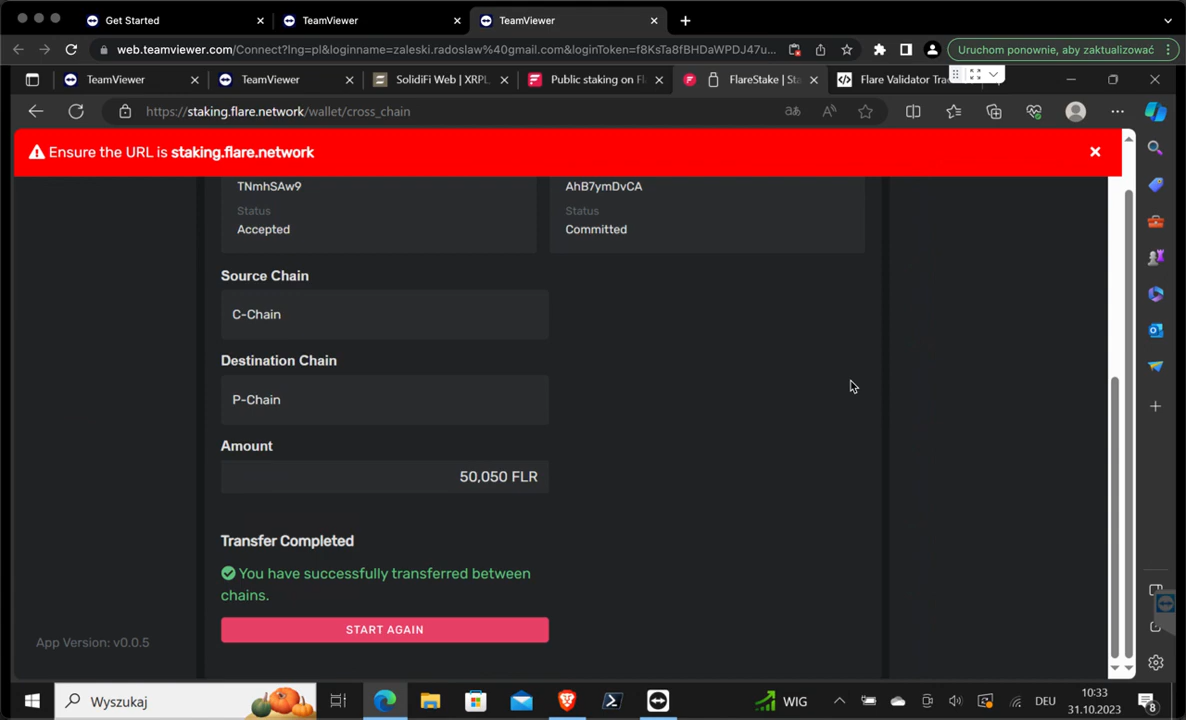 Get Started
TeamViewer
TeamViewer
web.teamviewer.com/Connect?lng=pl&loginname=zaleski.radoslaw%40gmail.com&loginToken=f8KsTa8fBHDaWPDJ47u...
Uruchom ponownie, aby zaktualizować
TeamViewer
TeamViewer
SolidiFi Web | XRPL
Public staking on Fl
FlareStake | Sta
Flare Validator Tra
https://staking.flare.network/wallet/cross_chain
Ensure the URL is staking.flare.network
TNmhSAw9
AhB7ymDvCA
Status
Status
Accepted
Committed
Source Chain
C-Chain
Destination Chain
P-Chain
Amount
50,050 FLR
Transfer Completed
You have successfully transferred between
chains.
START AGAIN
App Version: v0.0.5
Wyszukaj
WIG
DEU
10:33
31.10.2023
8